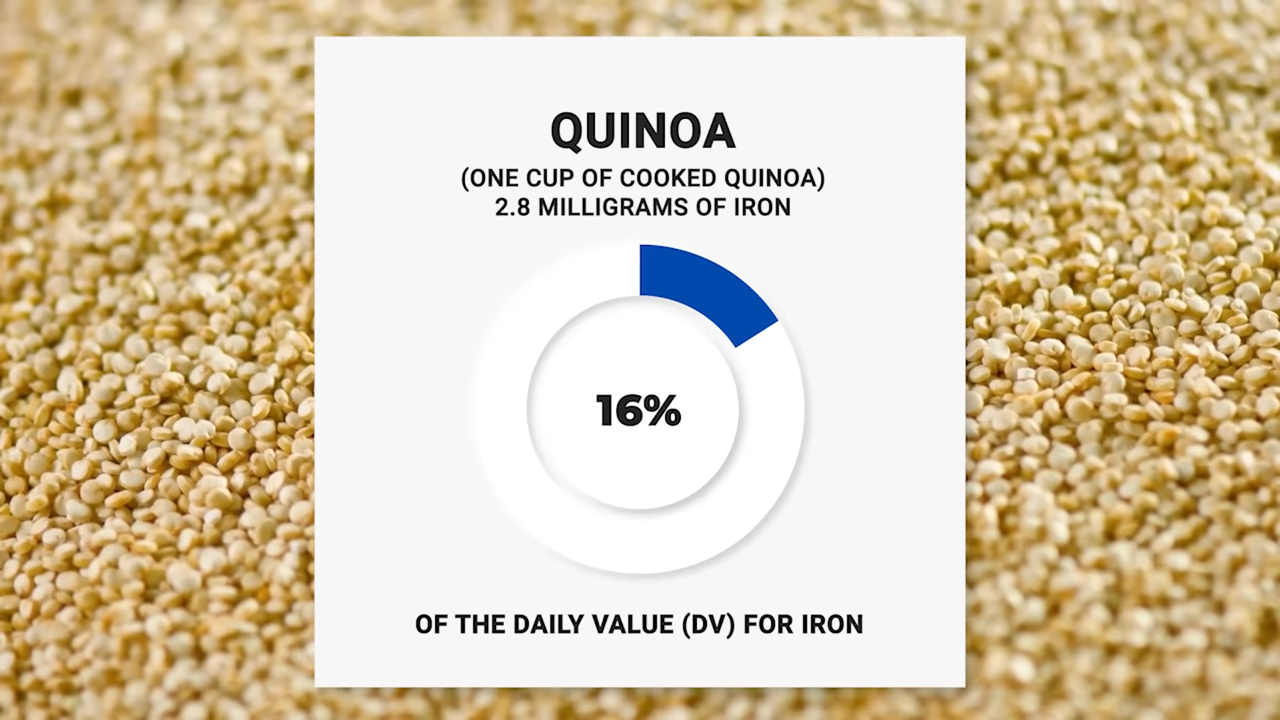 QUINOA
(ONE CUP OF COOKED QUINOA)
2.8 MILLIGRAMS OF IRON
16%
OF THE DAILY VALUE (DV) FOR IRON